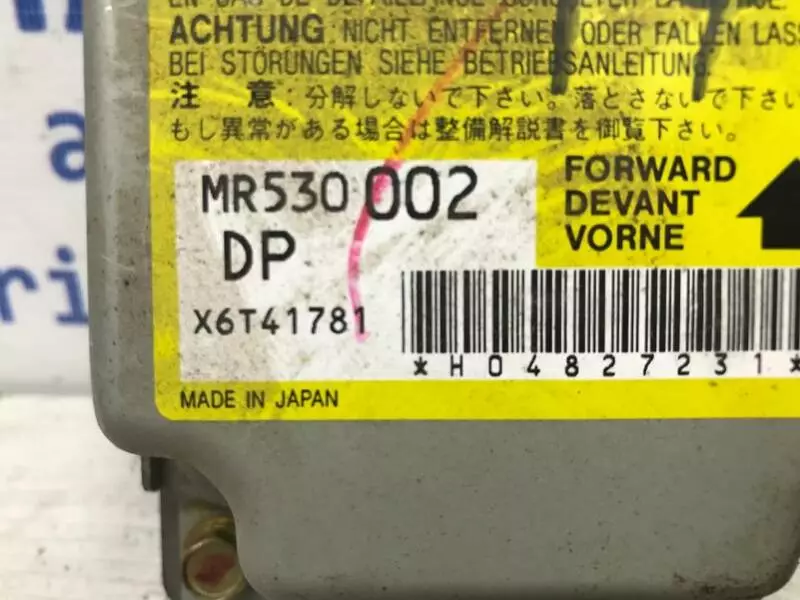 ACHTUNG: NICHT ENTFERNEN ODER FALLEN LASS
BEI STÖRUNGEN SIEHE BETRIEBSANLEITUNG.
注 意:分解しないで下さい。落とさないで下さい
もし異常がある場合は整備解説書を御覧下さい。
MR530002
DP
X6T41781
FORWARD
DEVANT
VORNE
*H04827231*
MADE IN JAPAN